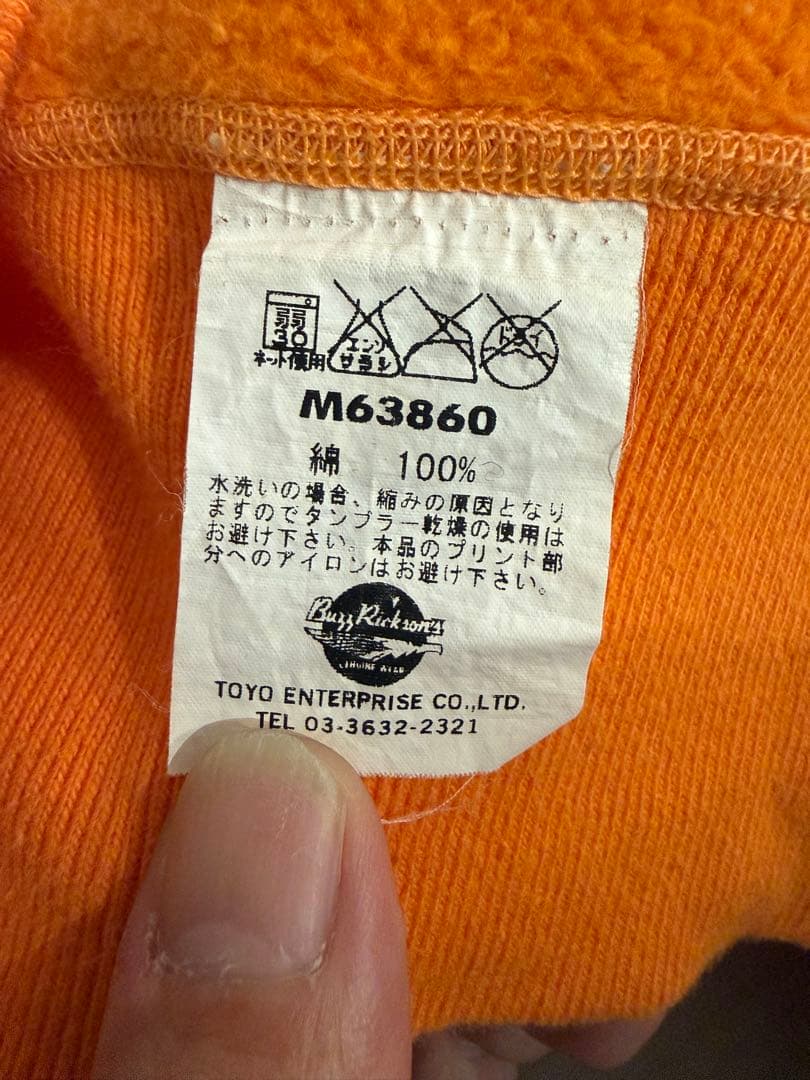 弱
30
ネット使用
エンソ
サラシ
ドライ
M63860
綿 100%
水洗いの場合、縮みの原因となり
ますのでタンブラー乾燥の使用は
お避け下さい。本品のプリント部
分へのアイロンはお避け下さい。
Buzz Rickson's
GENUINE WEAR
TOYO ENTERPRISE CO.,LTD.
TEL 03-3632-2321